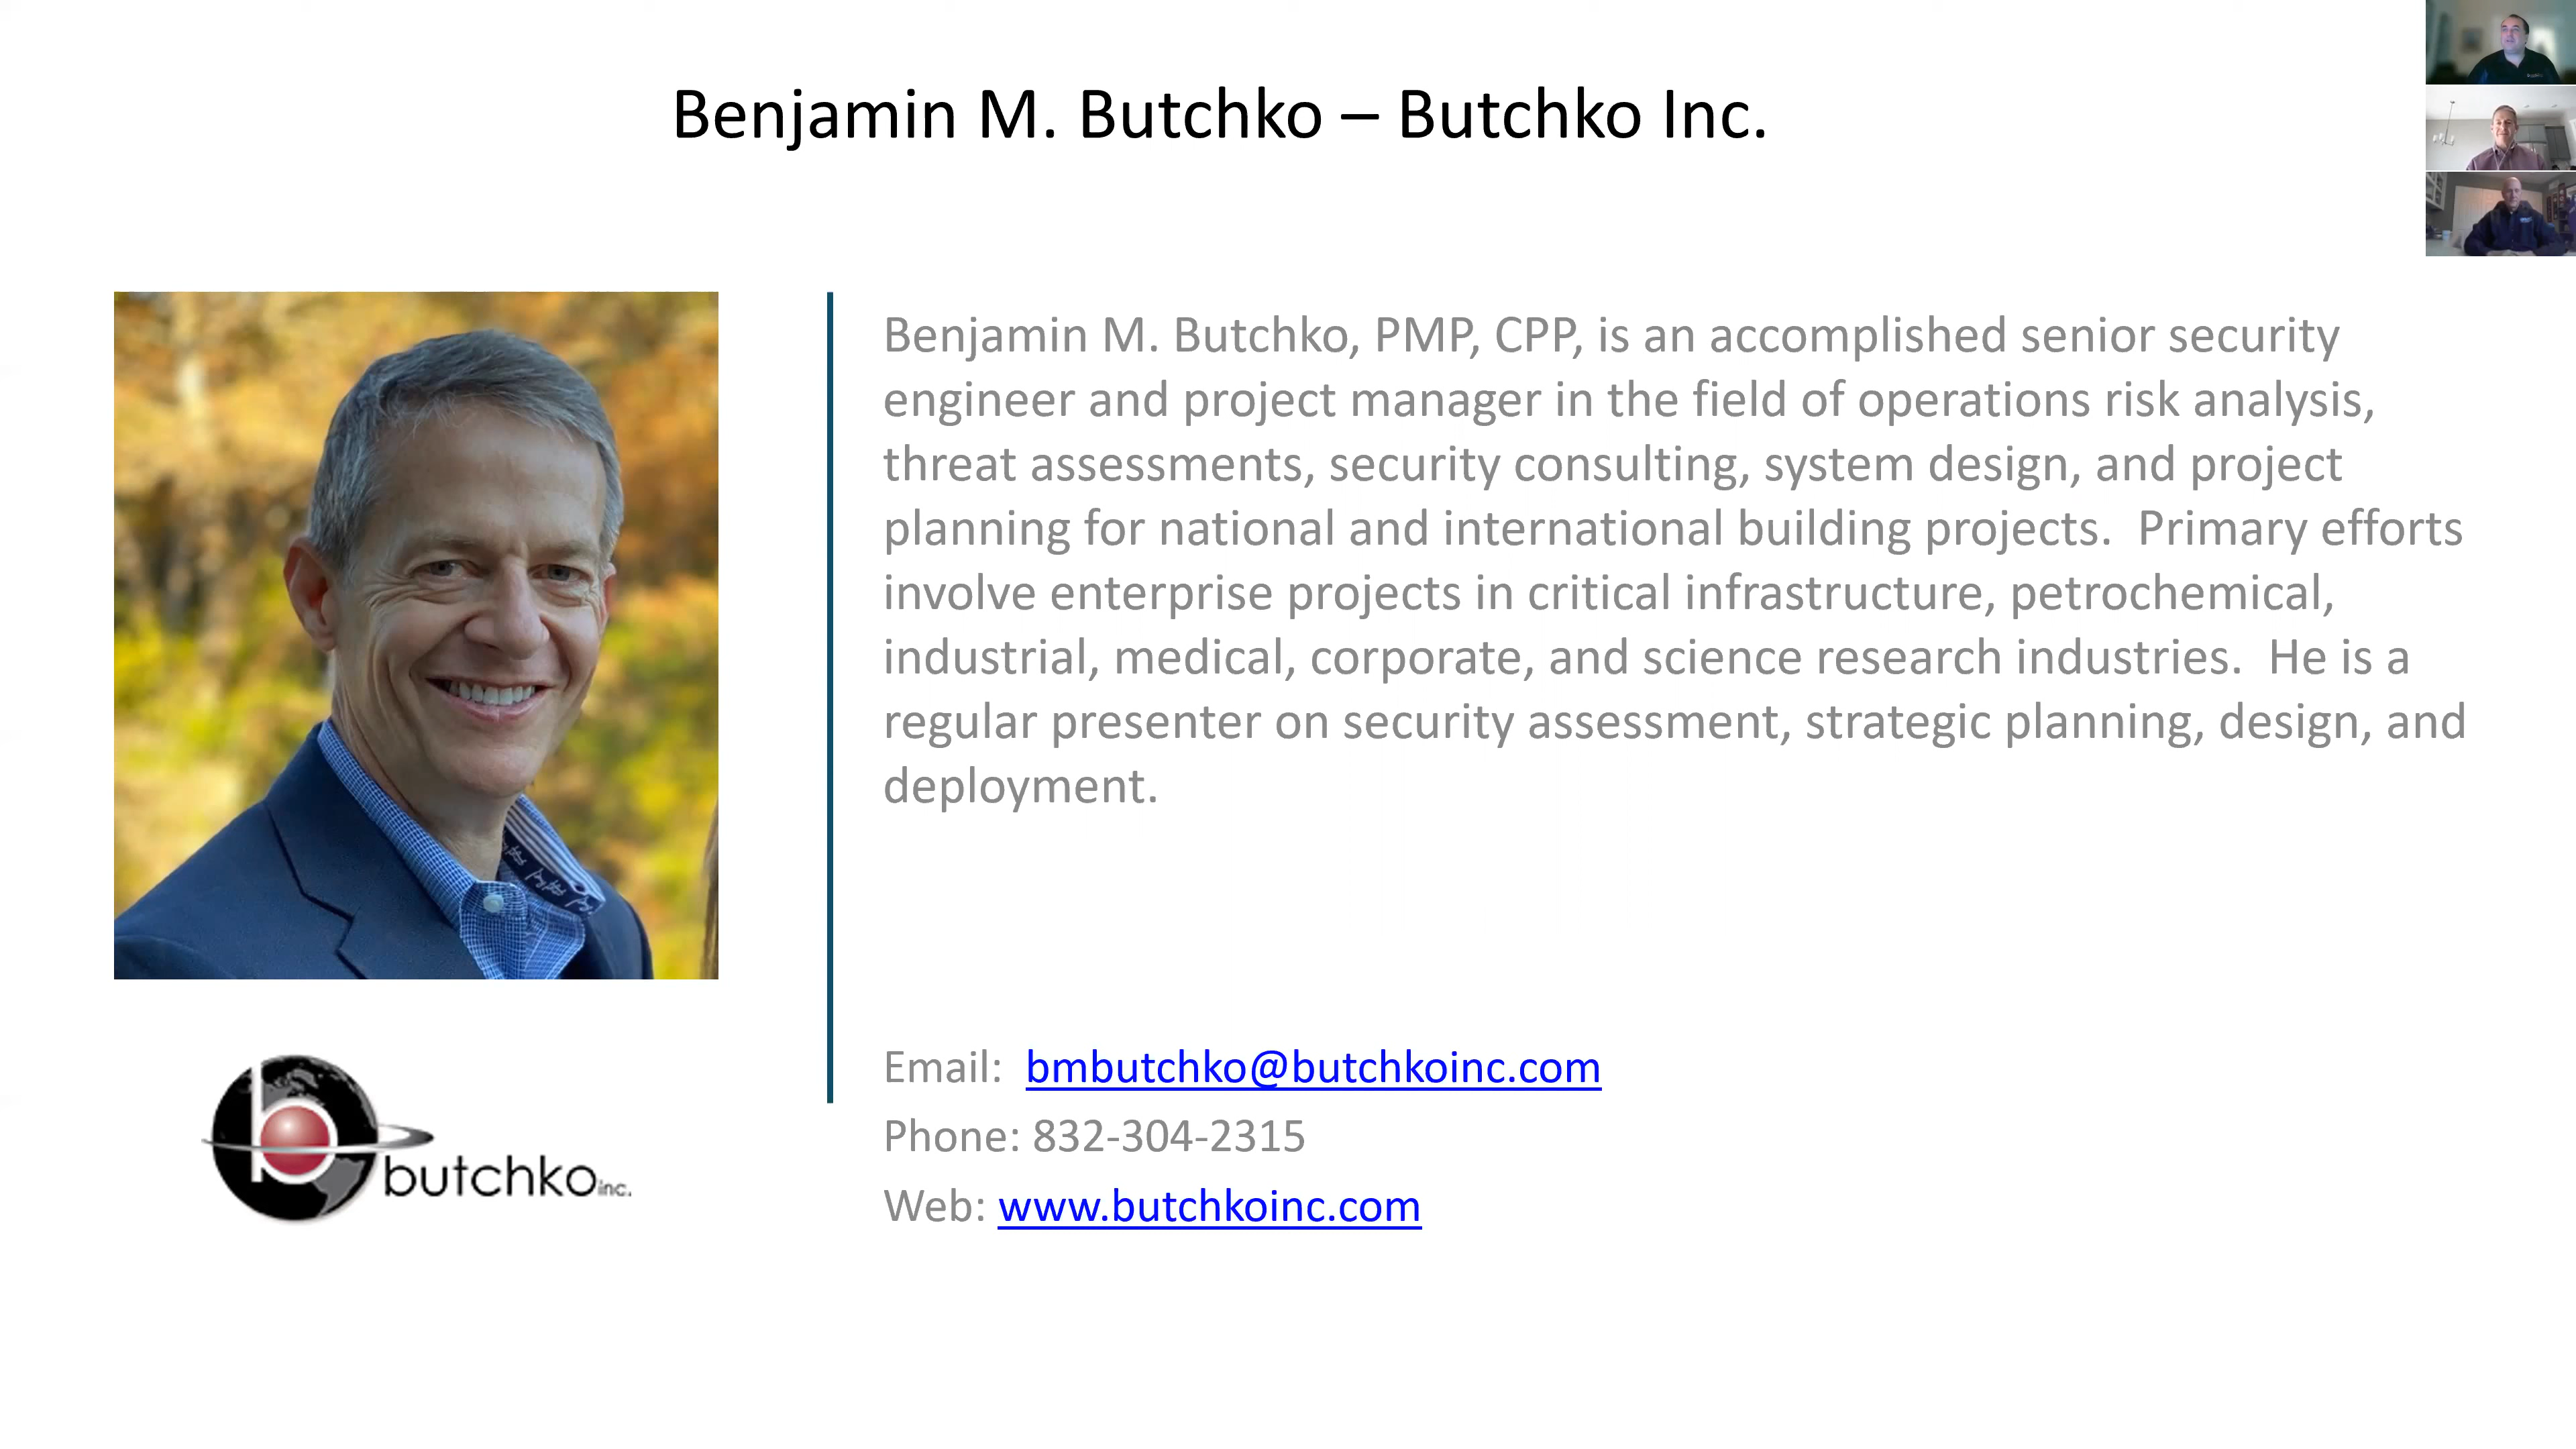 Benjamin M. Butchko – Butchko Inc.
Benjamin M. Butchko, PMP, CPP, is an accomplished senior security
engineer and project manager in the field of operations risk analysis,
threat assessments, security consulting, system design, and project
planning for national and international building projects.  Primary efforts
involve enterprise projects in critical infrastructure, petrochemical,
industrial, medical, corporate, and science research industries.  He is a
regular presenter on security assessment, strategic planning, design, and
deployment.
Email:  bmbutchko@butchkoinc.com
Phone: 832-304-2315
Web: www.butchkoinc.com
b
butchko inc.